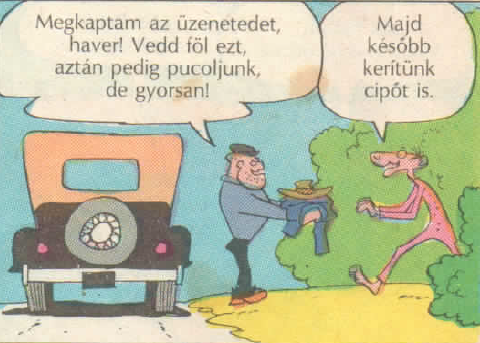 Megkaptam az üzenetedet,
haver! Vedd föl ezt,
aztán pedig pucoljunk,
de gyorsan!
Majd
később
kerítünk
cipőt is.